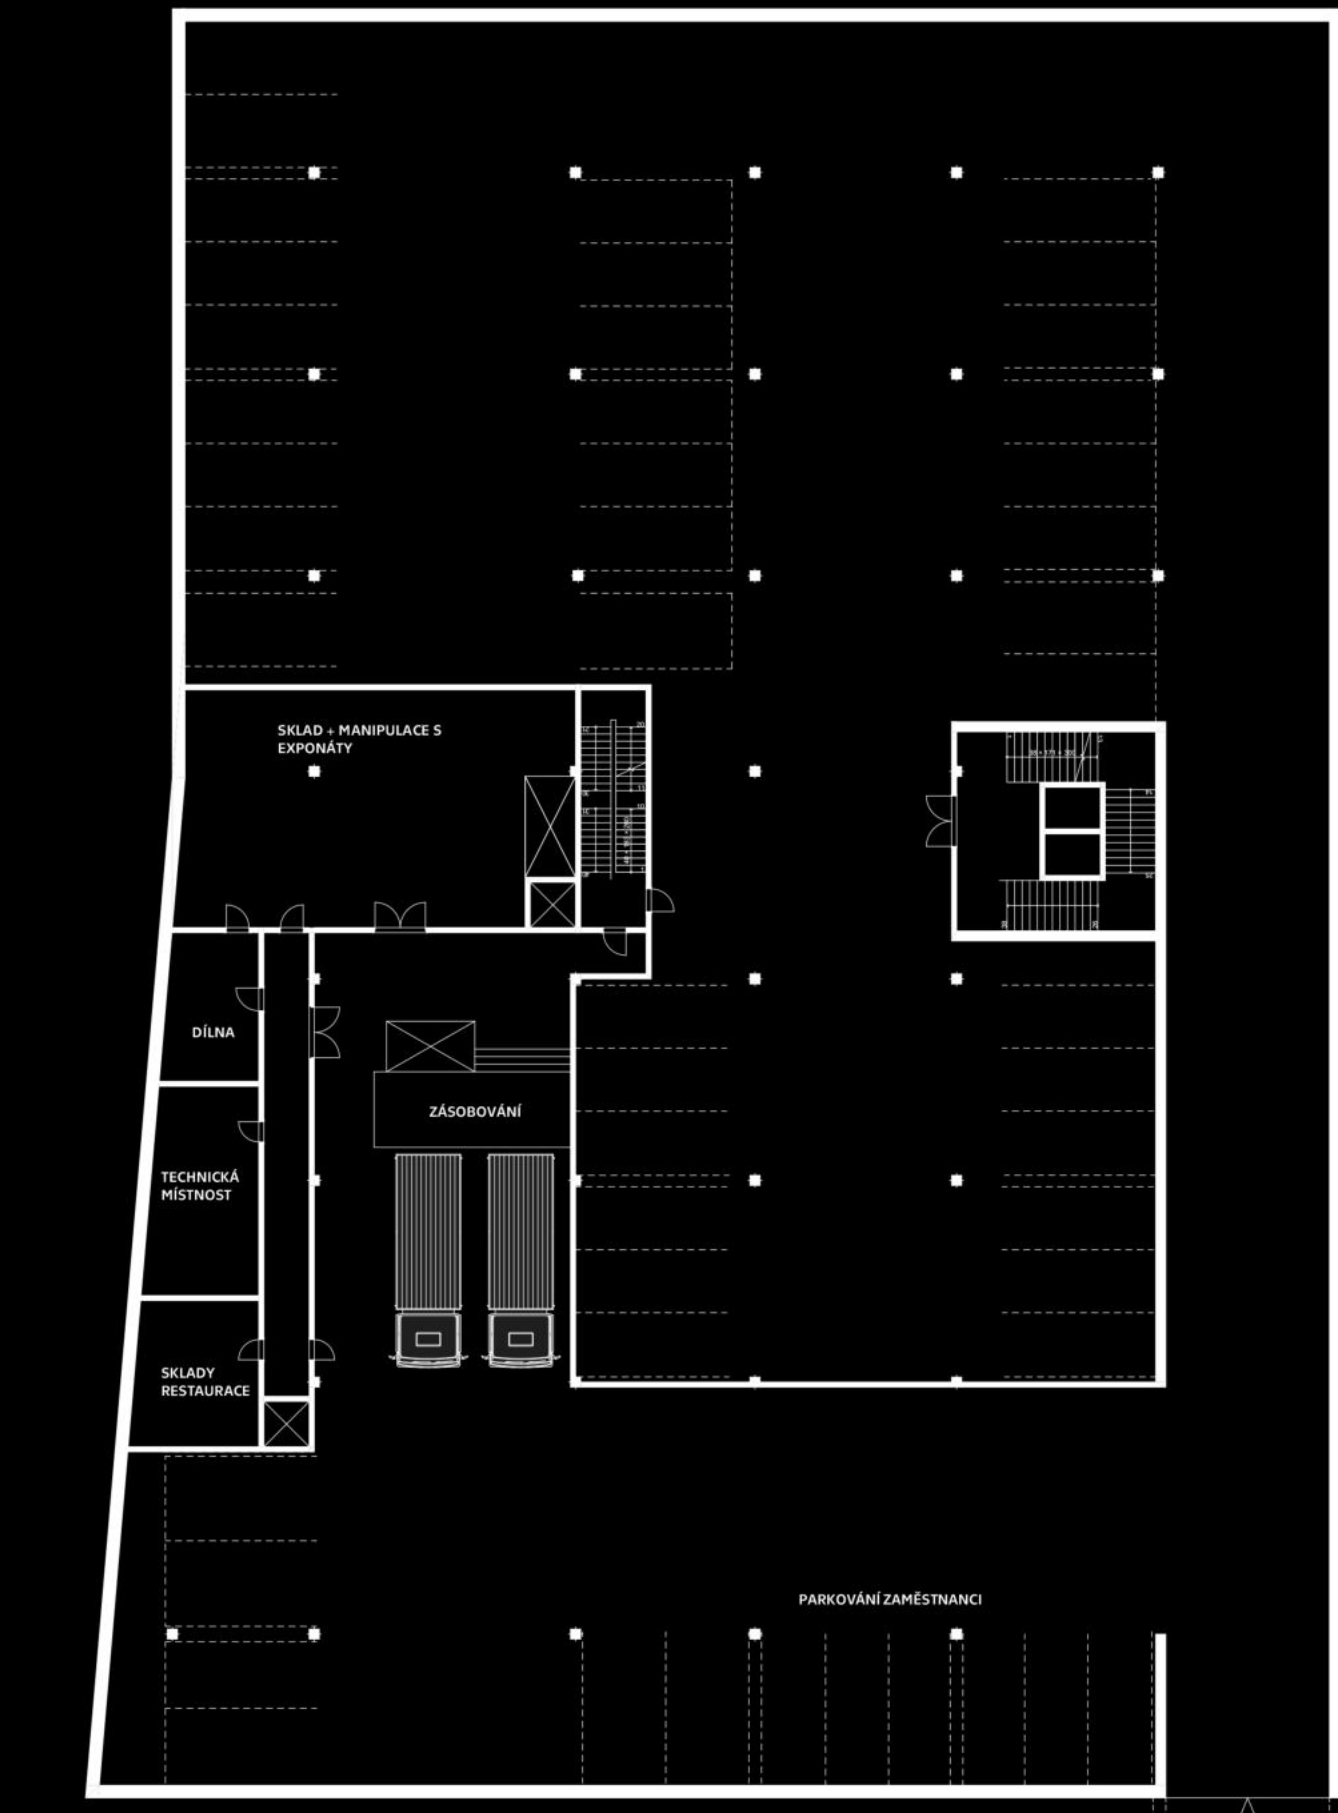 SKLAD + MANIPULACE S
EXPONÁTY
DÍLNA
ZÁSOBOVÁNÍ
TECHNICKÁ
MÍSTNOST
SKLADY
RESTAURACE
PARKOVÁNÍ ZAMĚSTNANCI